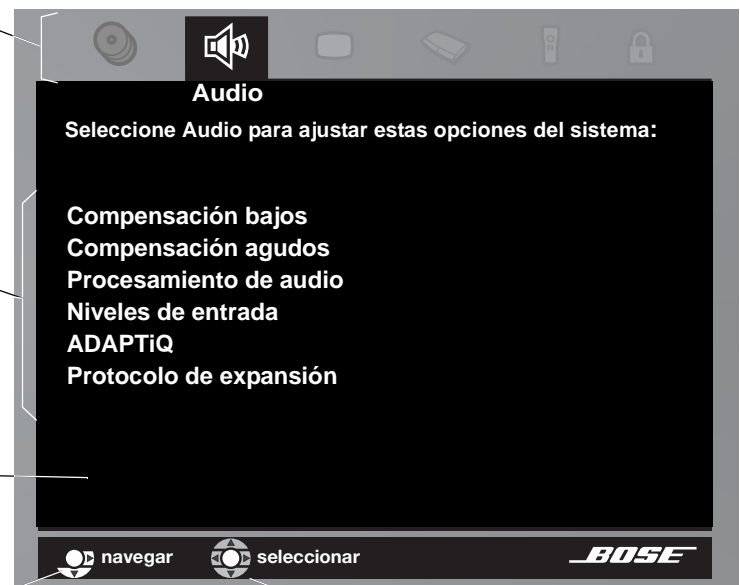 Audio
Seleccione Audio para ajustar estas opciones del sistema:
Compensación bajos
Compensación agudos
Procesamiento de audio
Niveles de entrada
ADAPTiQ
Protocolo de expansión
navegar seleccionar BOSE